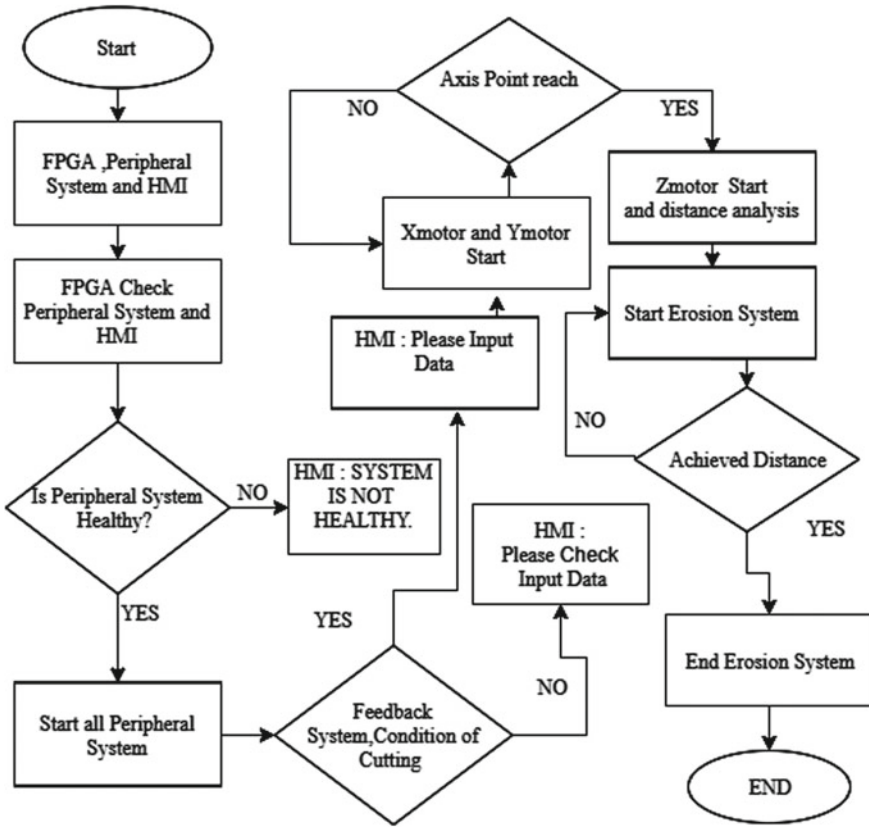 Start
FPGA ,Peripheral
System and HMI
FPGA Check
Peripheral System and
HMI
Is Peripheral System
Healthy?
NO
HMI : SYSTEM
IS NOT
HEALTHY.
YES
Start all Peripheral
System
Feedback
System,Condition of
Cutting
YES
NO
HMI :
Please Check
Input Data
HMI : Please Input
Data
Xmotor and Ymotor
Start
Axis Point reach
NO
YES
Zmotor Start
and distance analysis
Start Erosion System
NO
Achieved Distance
YES
End Erosion System
END